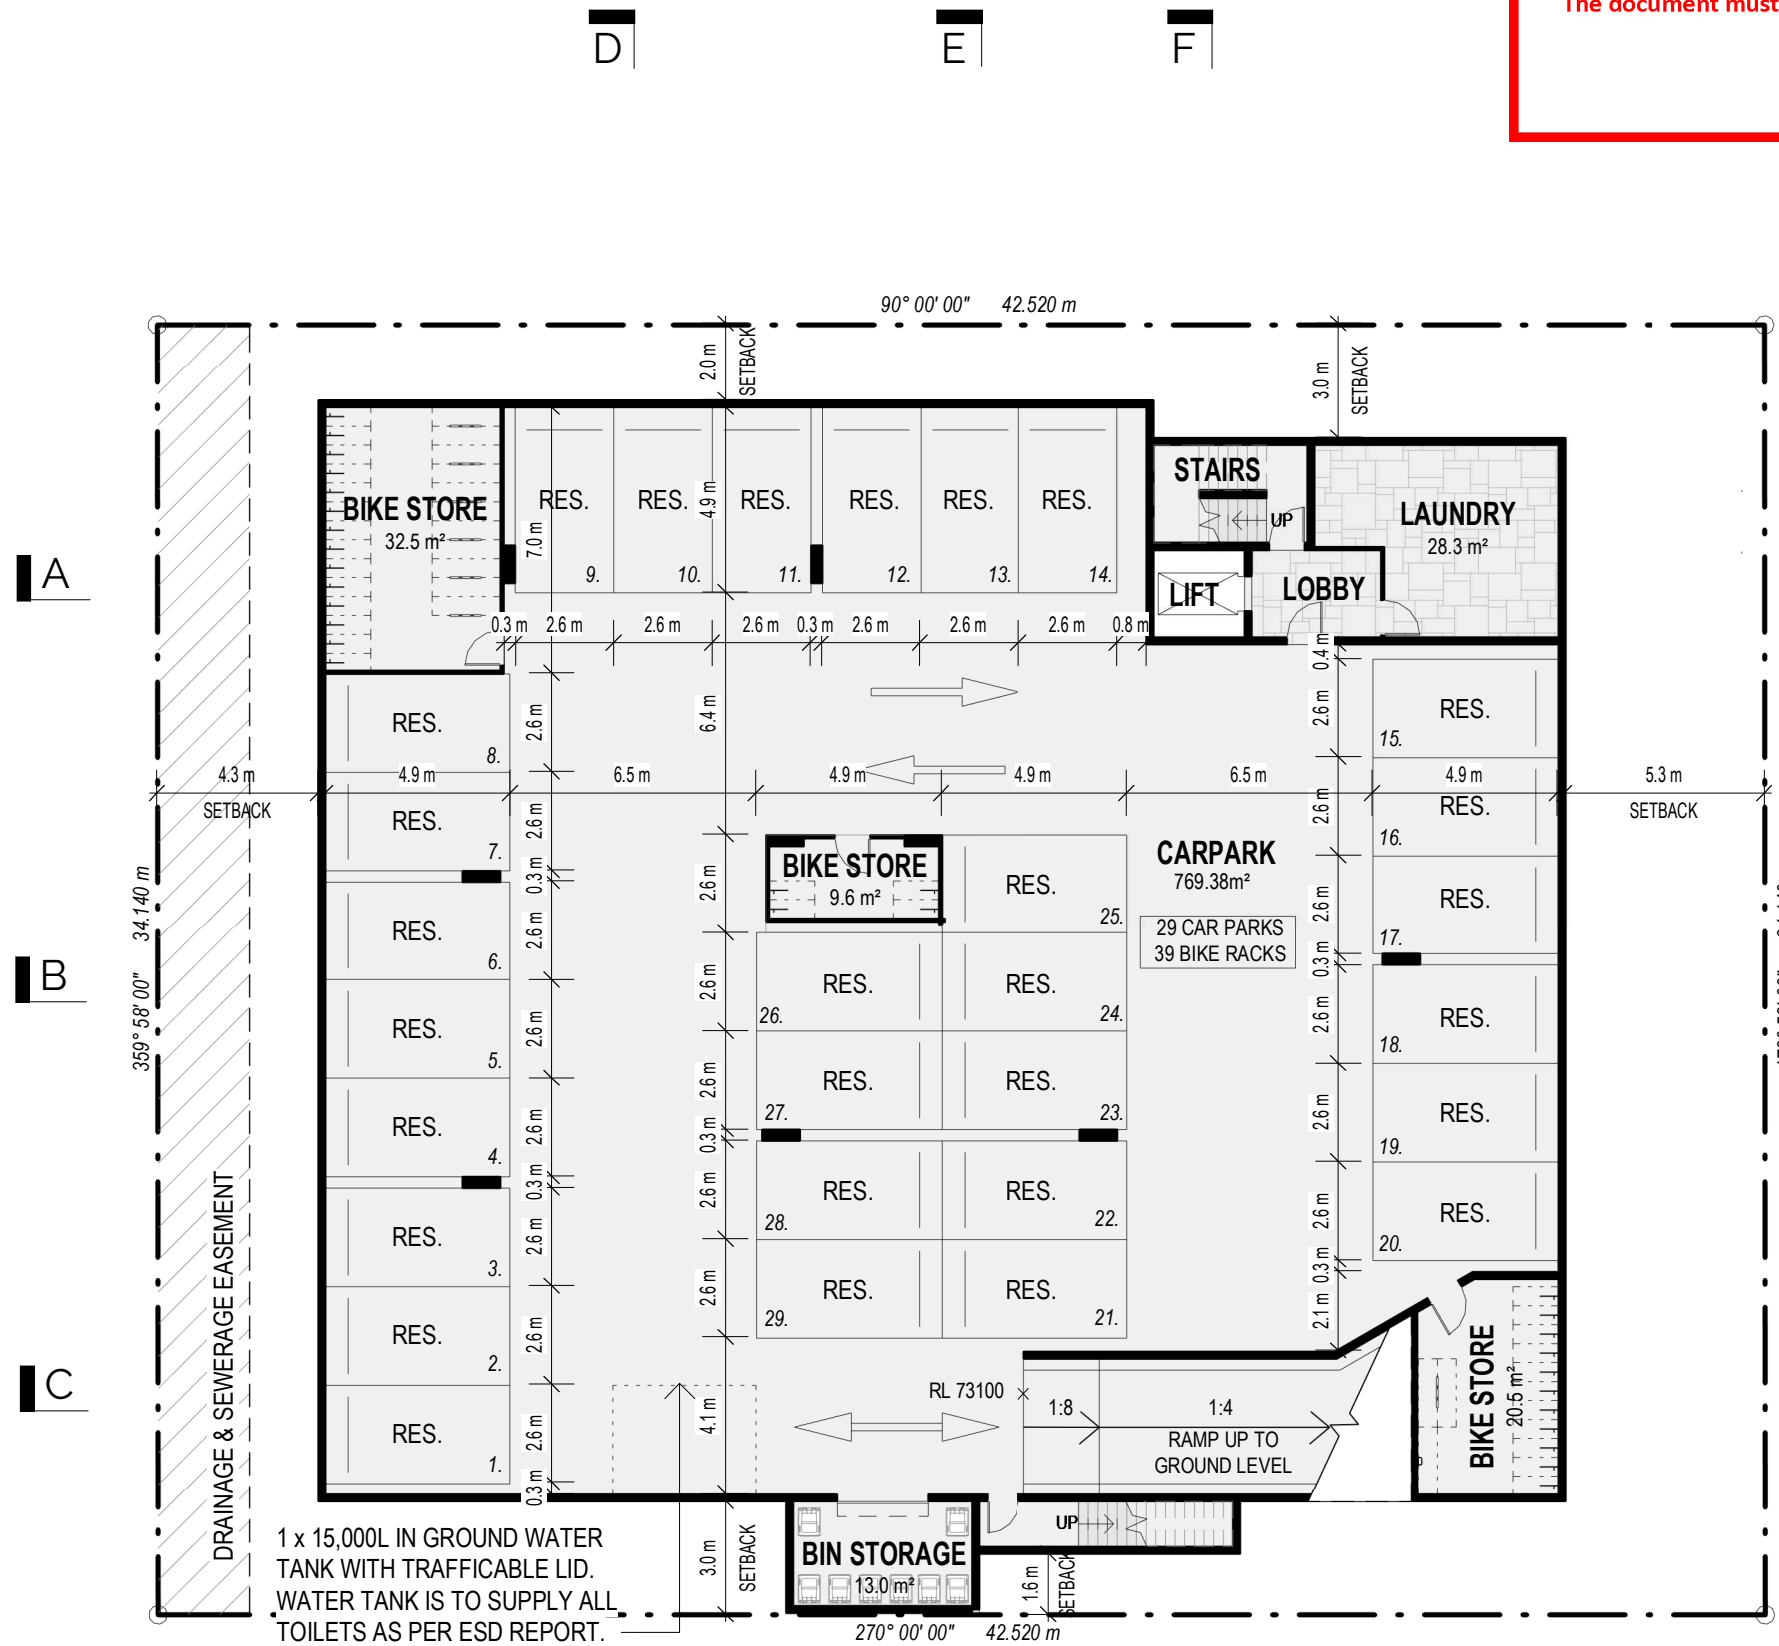 The document must
D
E
F
90° 00' 00" 42.520 m
2.0 m
SETBACK
3.0 m
SETBACK
BIKE STORE
32.5 m²
RES.
RES.
RES.
RES.
RES.
RES.
4.9 m
7.0 m
9.
10.
11.
12.
13.
14.
STAIRS
UP
LAUNDRY
28.3 m²
LIFT
LOBBY
A
0.3 m
2.6 m
2.6 m
2.6 m
0.3 m
2.6 m
2.6 m
2.6 m
0.8 m
0.4 m
RES.
8.
2.6 m
6.4 m
2.6 m
RES.
15.
4.3 m
SETBACK
4.9 m
6.5 m
4.9 m
4.9 m
6.5 m
4.9 m
5.3 m
SETBACK
RES.
7.
2.6 m
0.3 m
2.6 m
RES.
16.
BIKE STORE
9.6 m²
2.6 m
RES.
25.
CARPARK
769.38m²
29 CAR PARKS
39 BIKE RACKS
2.6 m
RES.
17.
0.3 m
359° 58' 00" 34.140 m
B
RES.
6.
2.6 m
2.6 m
RES.
26.
RES.
24.
2.6 m
RES.
18.
RES.
5.
2.6 m
2.6 m
RES.
27.
RES.
23.
0.3 m
2.6 m
RES.
19.
RES.
4.
2.6 m
0.3 m
2.6 m
RES.
28.
RES.
22.
2.6 m
RES.
20.
0.3 m
RES.
3.
2.6 m
2.6 m
RES.
29.
RES.
21.
2.1 m
C
RES.
2.
2.6 m
RES.
1.
2.6 m
0.3 m
4.1 m
RL 73100
1:8
1:4
RAMP UP TO
GROUND LEVEL
BIKE STORE
20.5 m²
DRAINAGE & SEWERAGE EASEMENT
1 x 15,000L IN GROUND WATER
TANK WITH TRAFFICABLE LID.
WATER TANK IS TO SUPPLY ALL
TOILETS AS PER ESD REPORT.
3.0 m
SETBACK
BIN STORAGE
13.0 m²
UP
1.6 m
SETBACK
270° 00' 00" 42.520 m